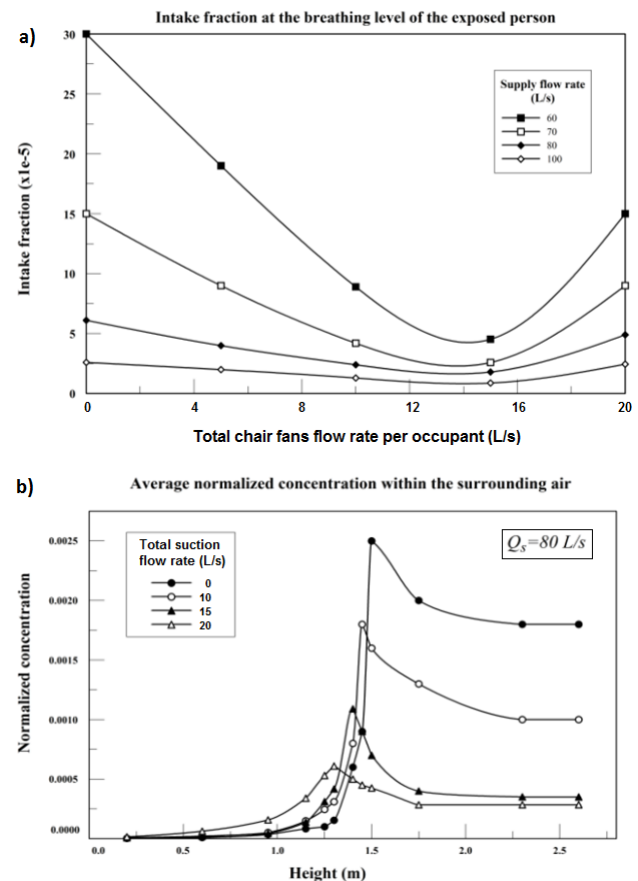 Intake fraction at the breathing level of the exposed person
a)
30
25
20
15
10
5
0
Intake fraction (x1e-5)
Supply flow rate
(L/s)
60
70
80
100
0 4 8 12 16 20
Total chair fans flow rate per occupant (L/s)
b)
Average normalized concentration within the surrounding air
Total suction
flow rate (L/s)
0
10
15
20
Qs=80 L/s
0.0025
0.0020
0.0015
0.0010
0.0005
0.0000
Normalized concentration
0.0 0.5 1.0 1.5 2.0 2.5
Height (m)